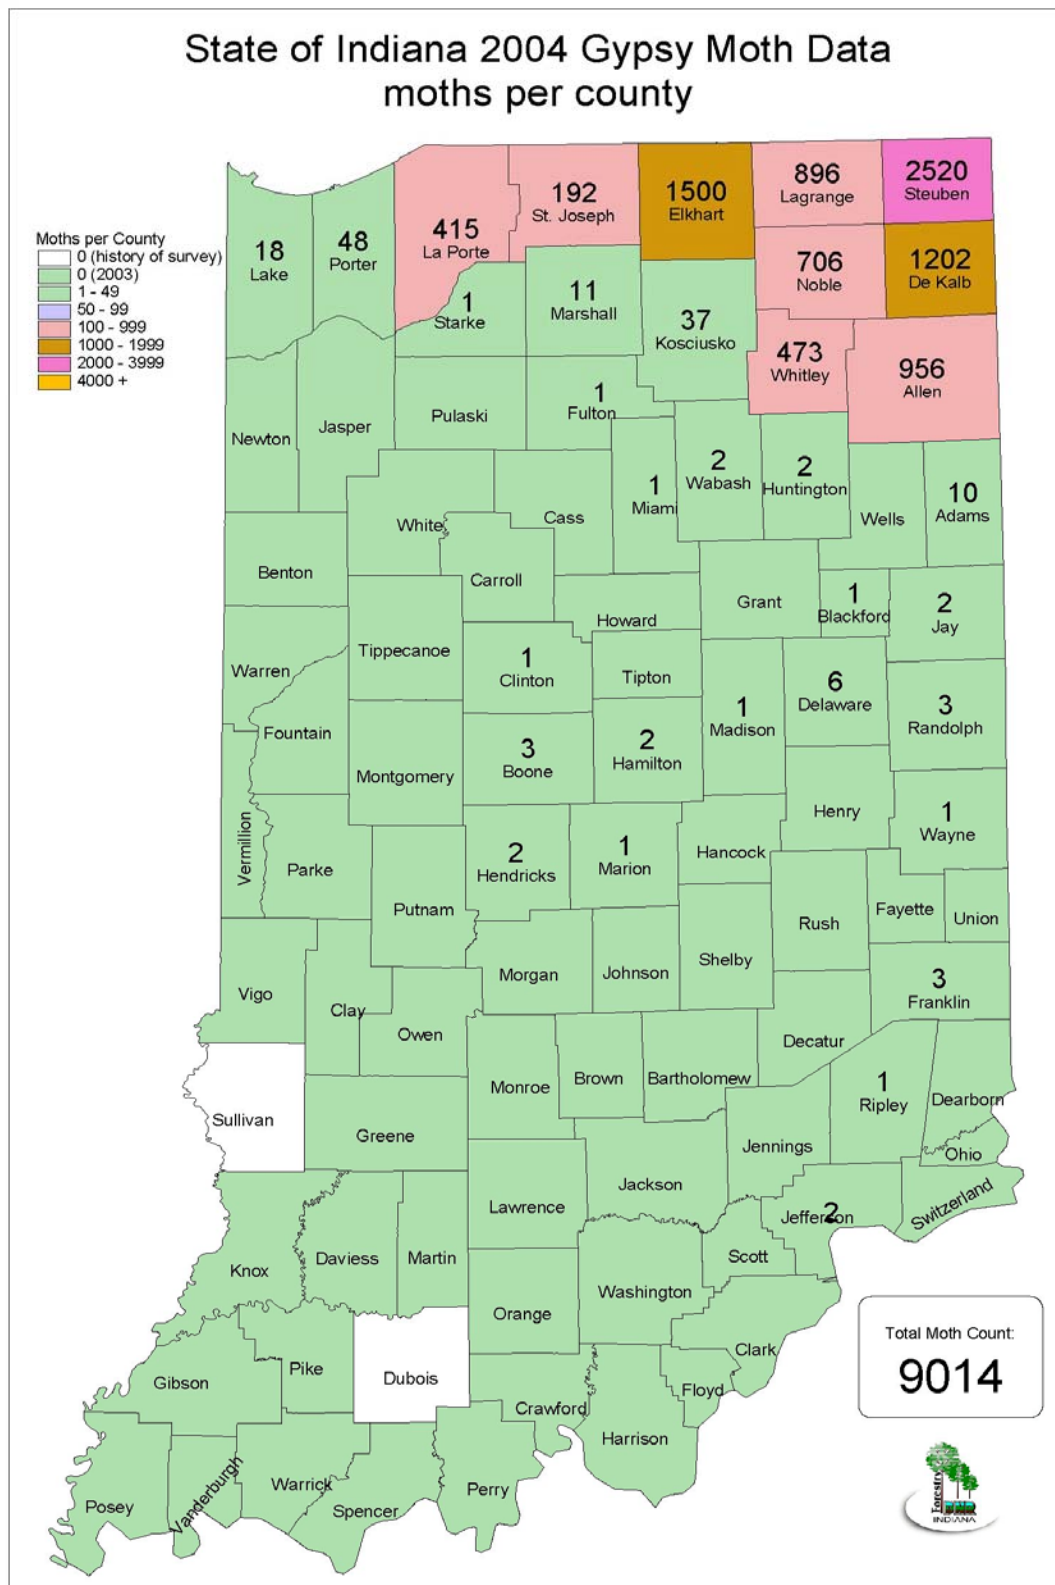 State of Indiana 2004 Gypsy Moth Data
moths per county
Moths per County
0 (history of survey)
0 (2003)
1 - 49
50 - 99
100 - 999
1000 - 1999
2000 - 3999
4000 +
18
Lake
48
Porter
415
La Porte
192
St. Joseph
1500
Elkhart
896
Lagrange
2520
Steuben
1
Starke
11
Marshall
37
Kosciusko
706
Noble
1202
De Kalb
473
Whitley
956
Allen
Newton
Jasper
Pulaski
1
Fulton
1
Miami
2
Wabash
2
Huntington
Wells
10
Adams
White
Cass
Benton
Carroll
Howard
Grant
1
Blackford
2
Jay
Warren
Tippecanoe
1
Clinton
Tipton
1
Madison
6
Delaware
3
Randolph
Fountain
Montgomery
3
Boone
2
Hamilton
Henry
1
Wayne
Vermillion
Parke
Putnam
2
Hendricks
1
Marion
Hancock
Rush
Fayette
Union
Vigo
Clay
Owen
Morgan
Johnson
Shelby
3
Franklin
Decatur
Sullivan
Greene
Monroe
Brown
Bartholomew
1
Ripley
Dearborn
Ohio
Jennings
Jackson
Lawrence
2
Jefferson
Switzerland
Knox
Daviess
Martin
Scott
Washington
Orange
Clark
Gibson
Pike
Dubois
Crawford
Floyd
Harrison
Posey
Vanderburgh
Warrick
Spencer
Perry
Total Moth Count:
9014
Forestry
DNR
INDIANA